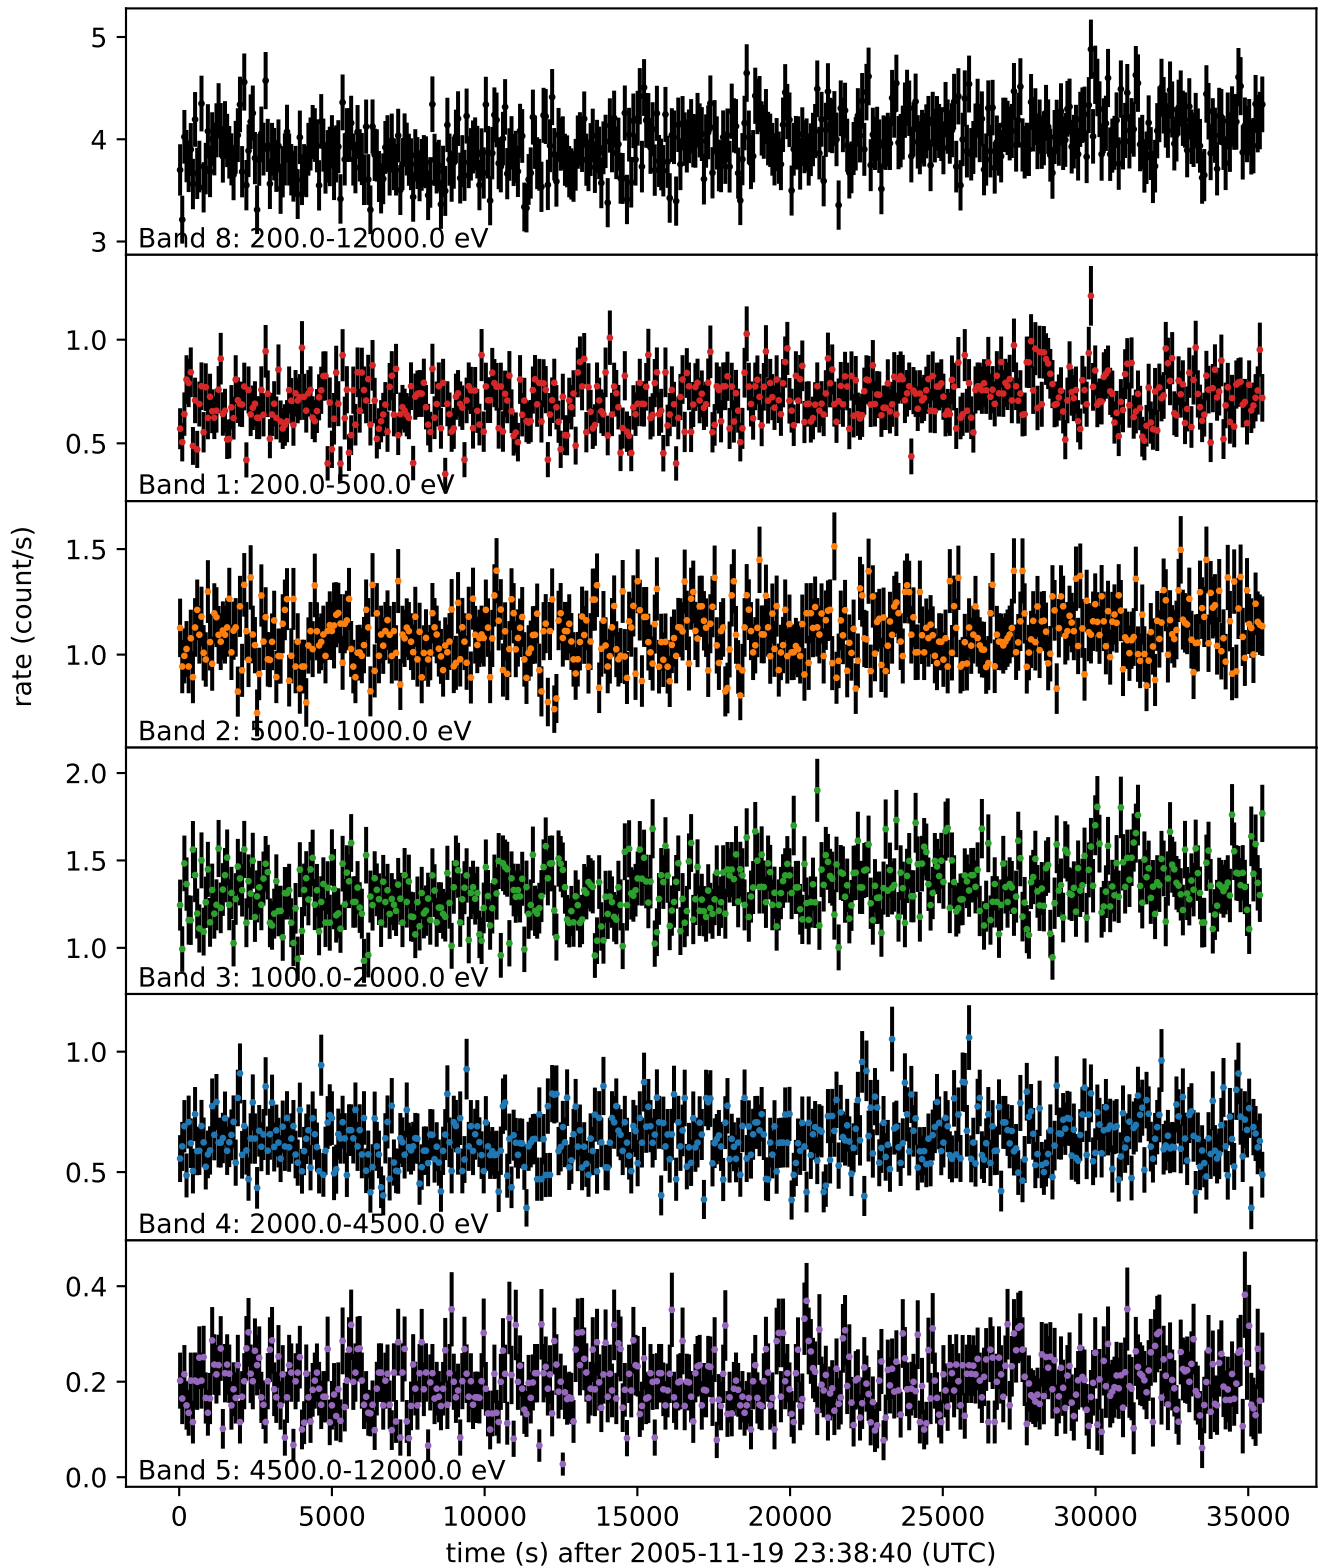 5
4
3
Band 8: 200.0-12000.0 eV
1.0
0.5
Band 1: 200.0-500.0 eV
rate (count/s)
1.5
1.0
Band 2: 500.0-1000.0 eV
2.0
1.5
1.0
Band 3: 1000.0-2000.0 eV
1.0
0.5
Band 4: 2000.0-4500.0 eV
0.4
0.2
0.0
Band 5: 4500.0-12000.0 eV
0 5000 10000 15000 20000 25000 30000 35000
time (s) after 2005-11-19 23:38:40 (UTC)